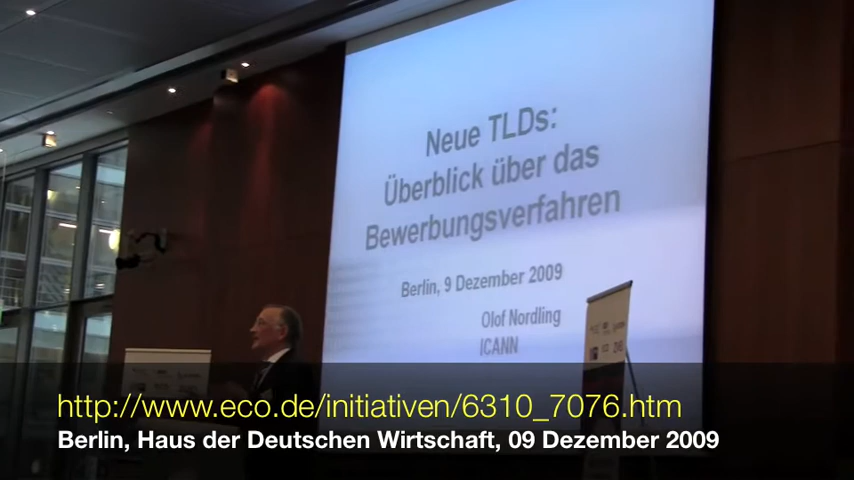 Neue TLDs:
Überblick über das
Bewerbungsverfahren
Berlin, 9 Dezember 2009
Olof Nordling
ICANN
http://www.eco.de/initiativen/6310_7076.htm
Berlin, Haus der Deutschen Wirtschaft, 09 Dezember 2009